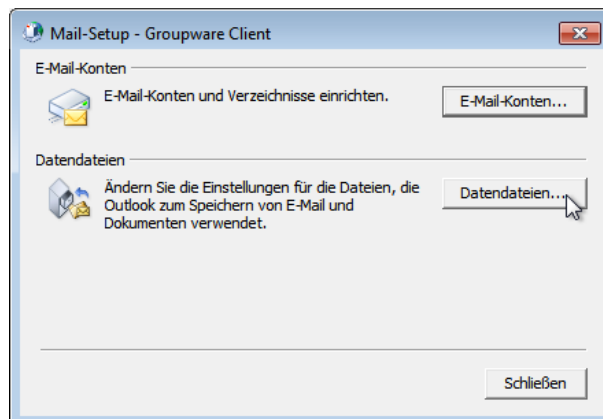 Mail-Setup - Groupware Client
E-Mail-Konten
E-Mail-Konten und Verzeichnisse einrichten.
E-Mail-Konten...
Datendateien
Ändern Sie die Einstellungen für die Dateien, die
Outlook zum Speichern von E-Mail und
Dokumenten verwendet.
Datendateien...
Schließen